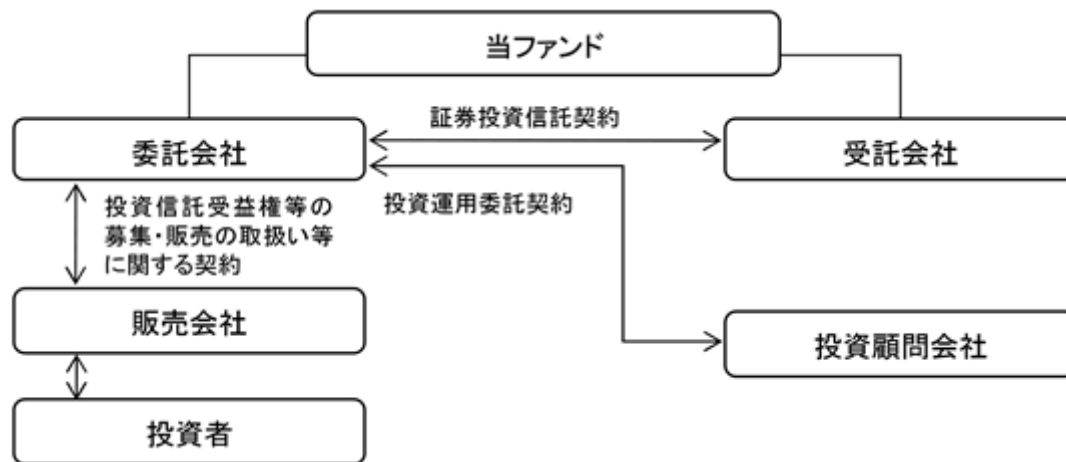 当ファンド
証券投資信託契約
委託会社
受託会社
投資運用委託契約
投資信託受益権等の
募集・販売の取扱い等
に関する契約
販売会社
投資顧問会社
投資者